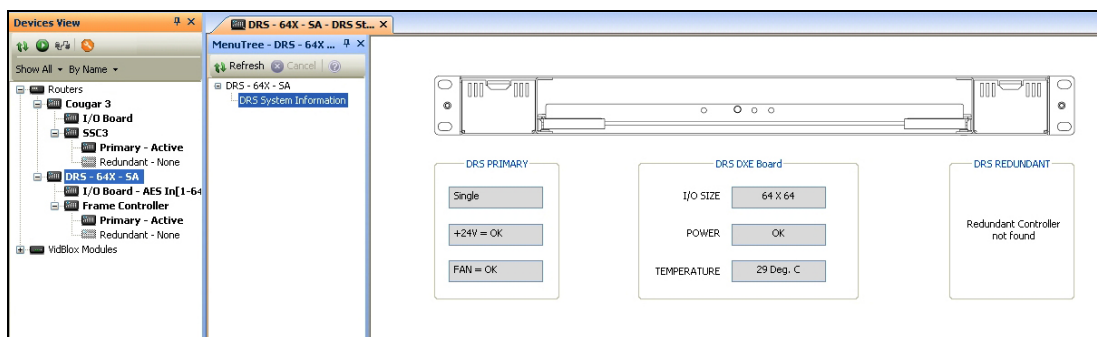 Devices View
Show All By Name
Routers
Cougar 3
I/O Board
SSC3
Primary - Active
Redundant - None
DRS - 64X - SA
I/O Board - AES In[1-64
Frame Controller
Primary - Active
Redundant - None
VidBlox Modules
DRS - 64X - SA - DRS St...
MenuTree - DRS - 64X ...
Refresh Cancel
DRS - 64X - SA
DRS System Information
DRS PRIMARY
Single
+24V = OK
FAN = OK
DRS DXE Board
I/O SIZE 64 X 64
POWER OK
TEMPERATURE 29 Deg. C
DRS REDUNDANT
Redundant Controller
not found